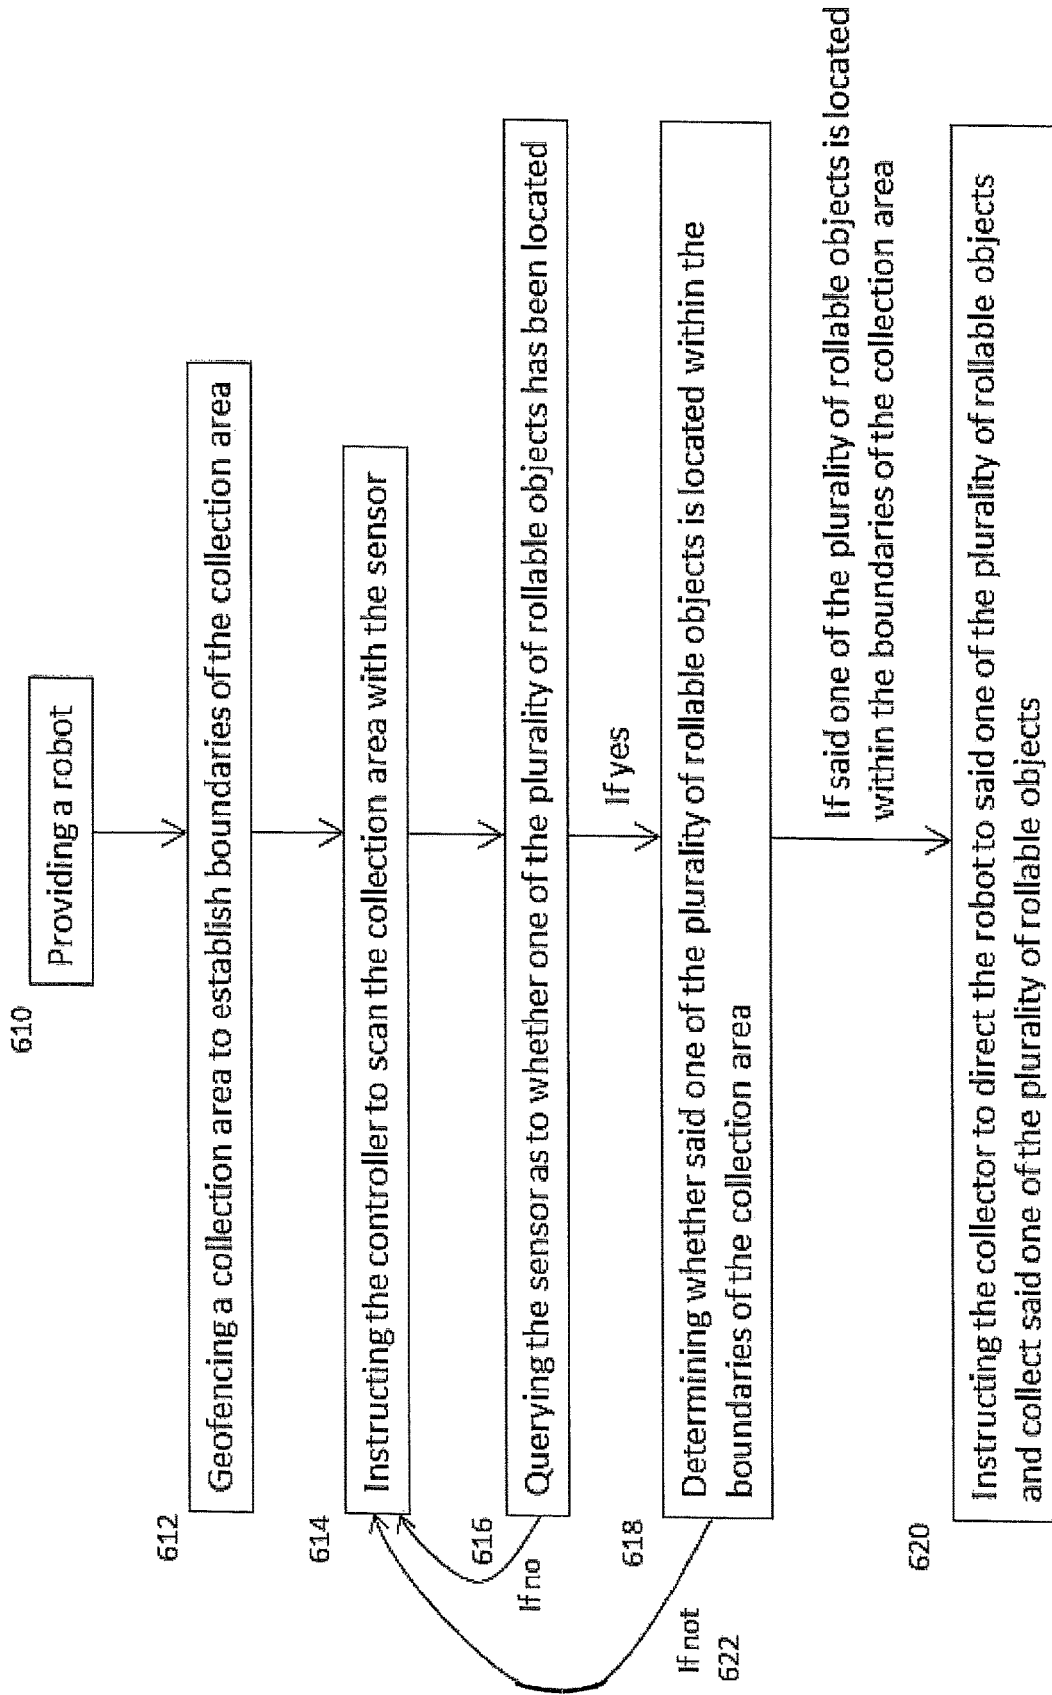 610
Providing a robot
612
Geofencing a collection area to establish boundaries of the collection area
614
Instructing the controller to scan the collection area with the sensor
616
Querying the sensor as to whether one of the plurality of rollable objects has been located
If no
If yes
618
Determining whether said one of the plurality of rollable objects is located within the
boundaries of the collection area
If not
622
If said one of the plurality of rollable objects is located
within the boundaries of the collection area
620
Instructing the collector to direct the robot to said one of the plurality of rollable objects
and collect said one of the plurality of rollable objects